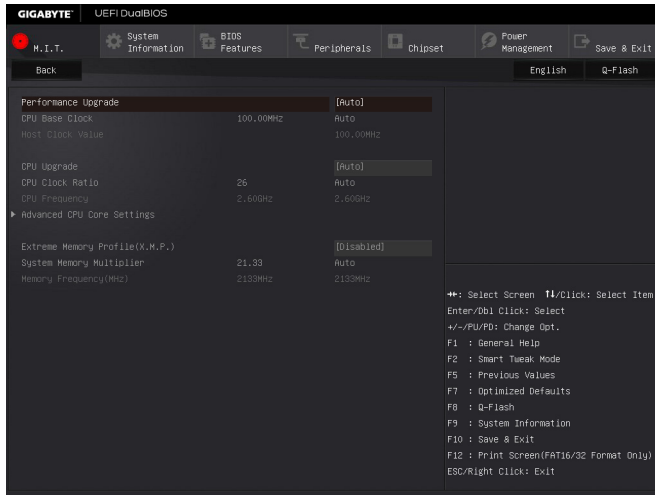 GIGABYTE™ UEFI DualBIOS
M.I.T. System Information BIOS Features Peripherals Chipset Power Management Save & Exit
Back English Q-Flash
Performance Upgrade [Auto]
CPU Base Clock 100.00MHz Auto
Host Clock Value 100.00MHz
CPU Upgrade [Auto]
CPU Clock Ratio 26 Auto
CPU Frequency 2.60GHz 2.60GHz
Advanced CPU Core Settings
Extreme Memory Profile(X.M.P.) [Disabled]
System Memory Multiplier 21.33 Auto
Memory Frequency(MHz) 2133MHz 2133MHz
→←: Select Screen ↑↓/Click: Select Item
Enter/Dbl Click: Select
+/-/PU/PD: Change Opt.
F1 : General Help
F2 : Smart Tweak Mode
F5 : Previous Values
F7 : Optimized Defaults
F8 : Q-Flash
F9 : System Information
F10 : Save & Exit
F12 : Print Screen(FAT16/32 Format Only)
ESC/Right Click: Exit